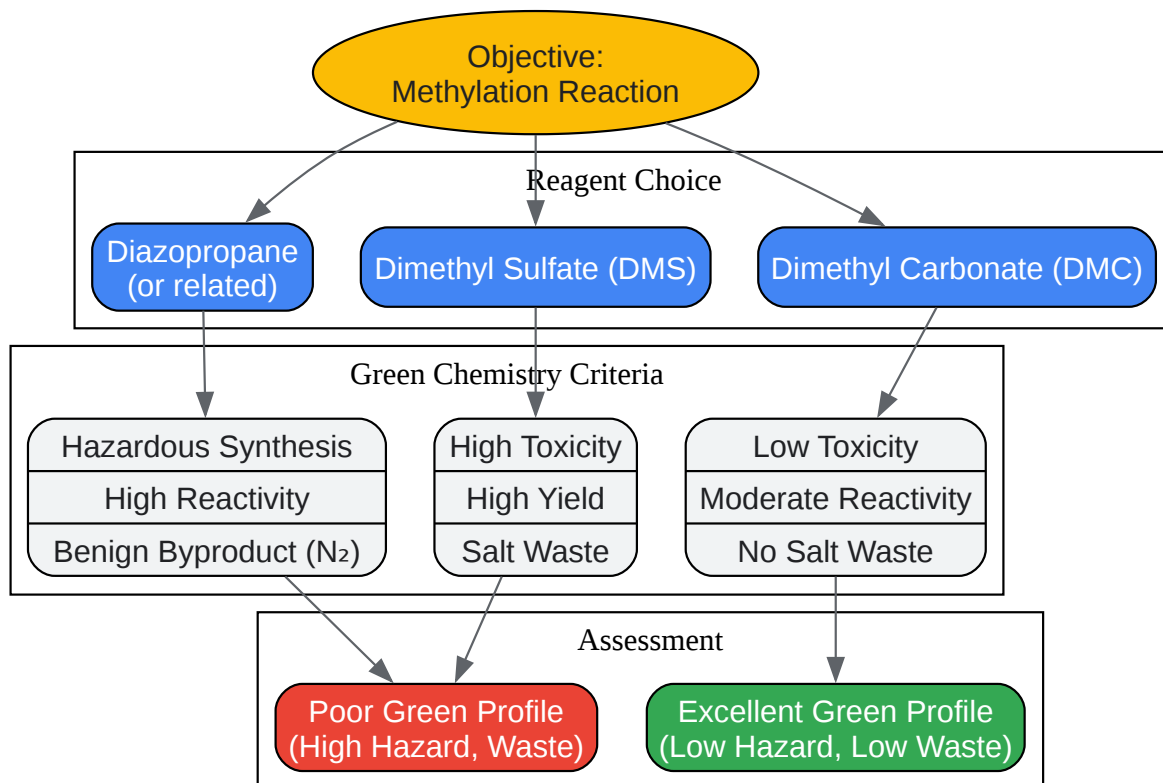 Objective:
Methylation Reaction
Reagent Choice
Diazopropane
(or related)
Dimethyl Sulfate (DMS)
Dimethyl Carbonate (DMC)
Green Chemistry Criteria
Hazardous Synthesis
High Reactivity
Benign Byproduct (N₂)
High Toxicity
High Yield
Salt Waste
Low Toxicity
Moderate Reactivity
No Salt Waste
Assessment
Poor Green Profile
(High Hazard, Waste)
Excellent Green Profile
(Low Hazard, Low Waste)